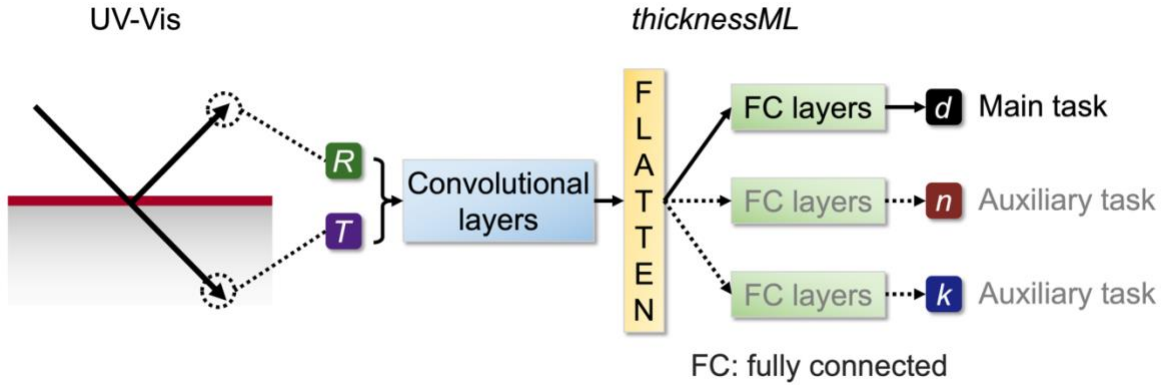 UV-Vis
thicknessML
R
T
Convolutional
layers
FLATTEN
FC layers
d
Main task
FC layers
n
Auxiliary task
FC layers
k
Auxiliary task
FC: fully connected